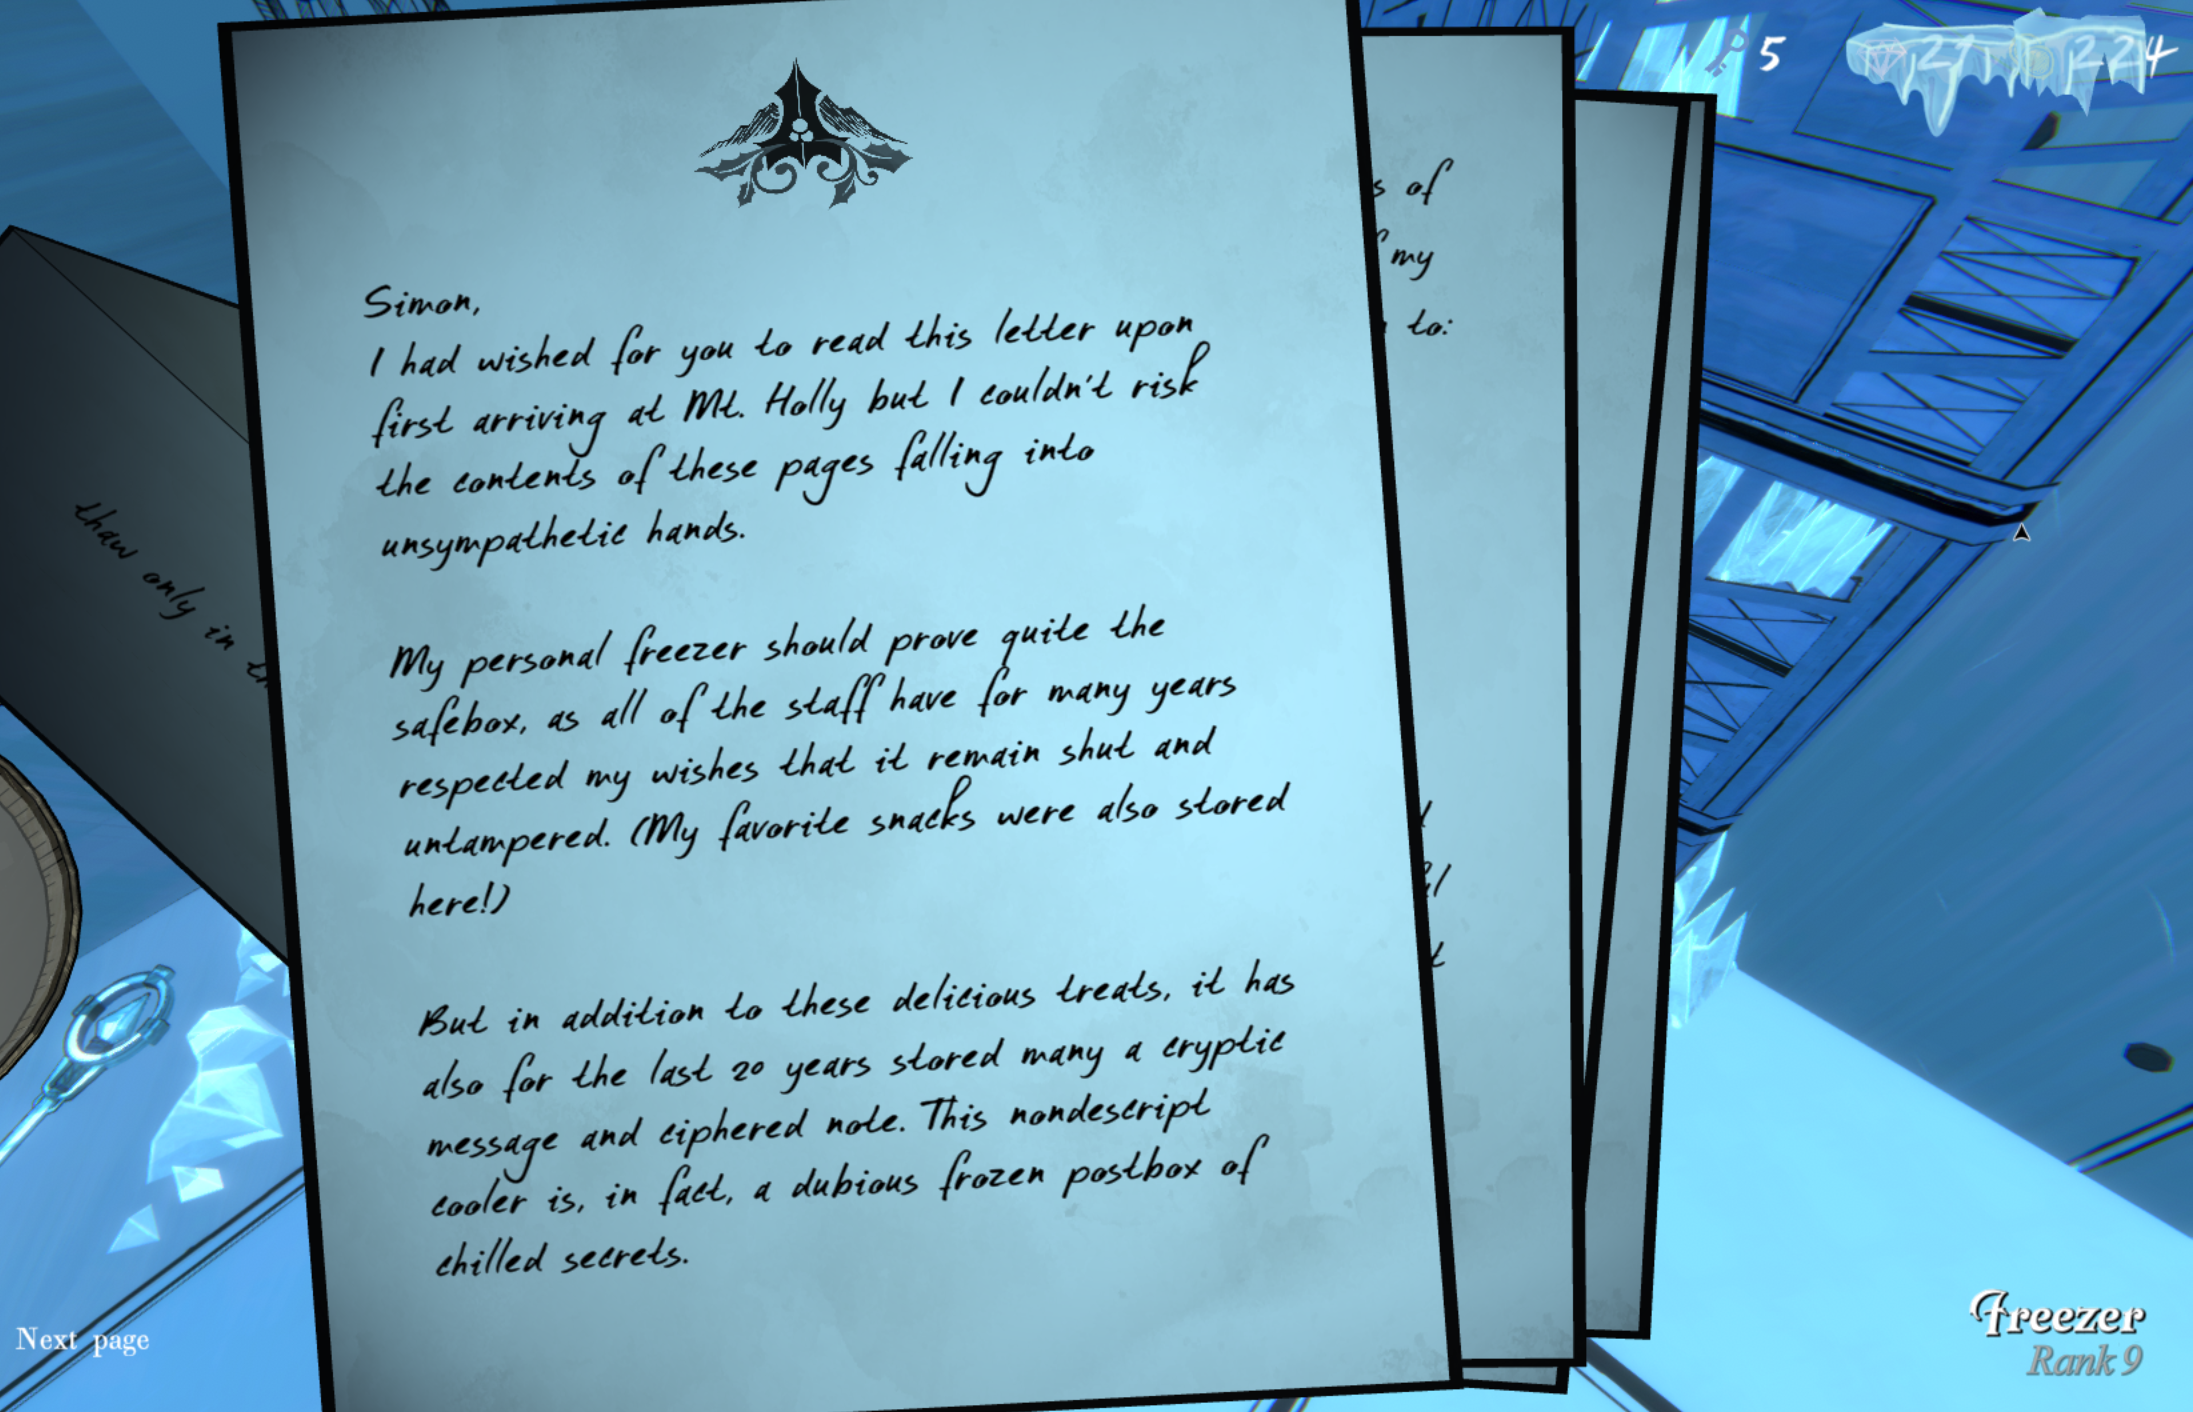 5
271
224
Simon,
I had wished for you to read this letter upon
first arriving at Mt. Holly but I couldn't risk
the contents of these pages falling into
unsympathetic hands.
My personal freezer should prove quite the
safebox, as all of the staff have for many years
respected my wishes that it remain shut and
untampered. (My favorite snacks were also stored
here!)
But in addition to these delicious treats, it has
also for the last 20 years stored many a cryptic
message and ciphered note. This nondescript
cooler is, in fact, a dubious frozen postbox of
chilled secrets.
of
my
to:
thaw only in
Next page
Freezer
Rank 9